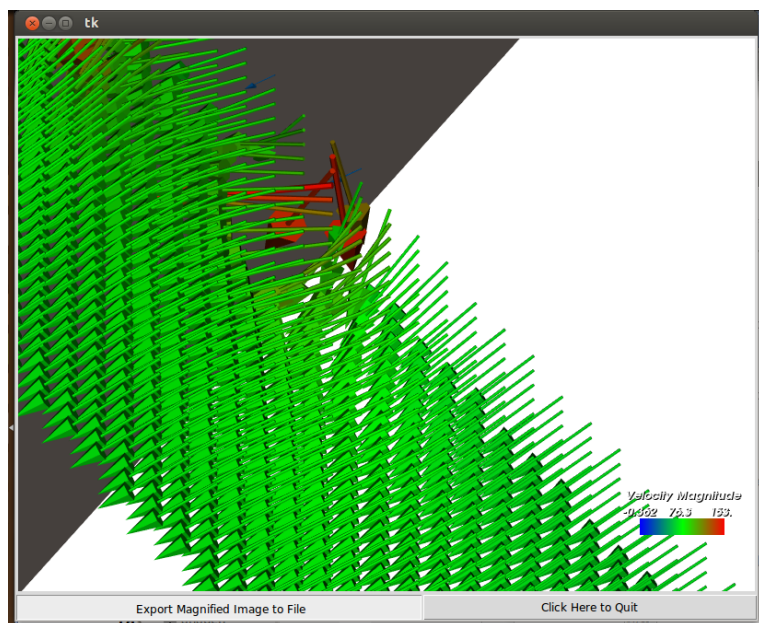 tk
Velocity Magnitude
-0.362 76.3 153.
Export Magnified Image to File
Click Here to Quit